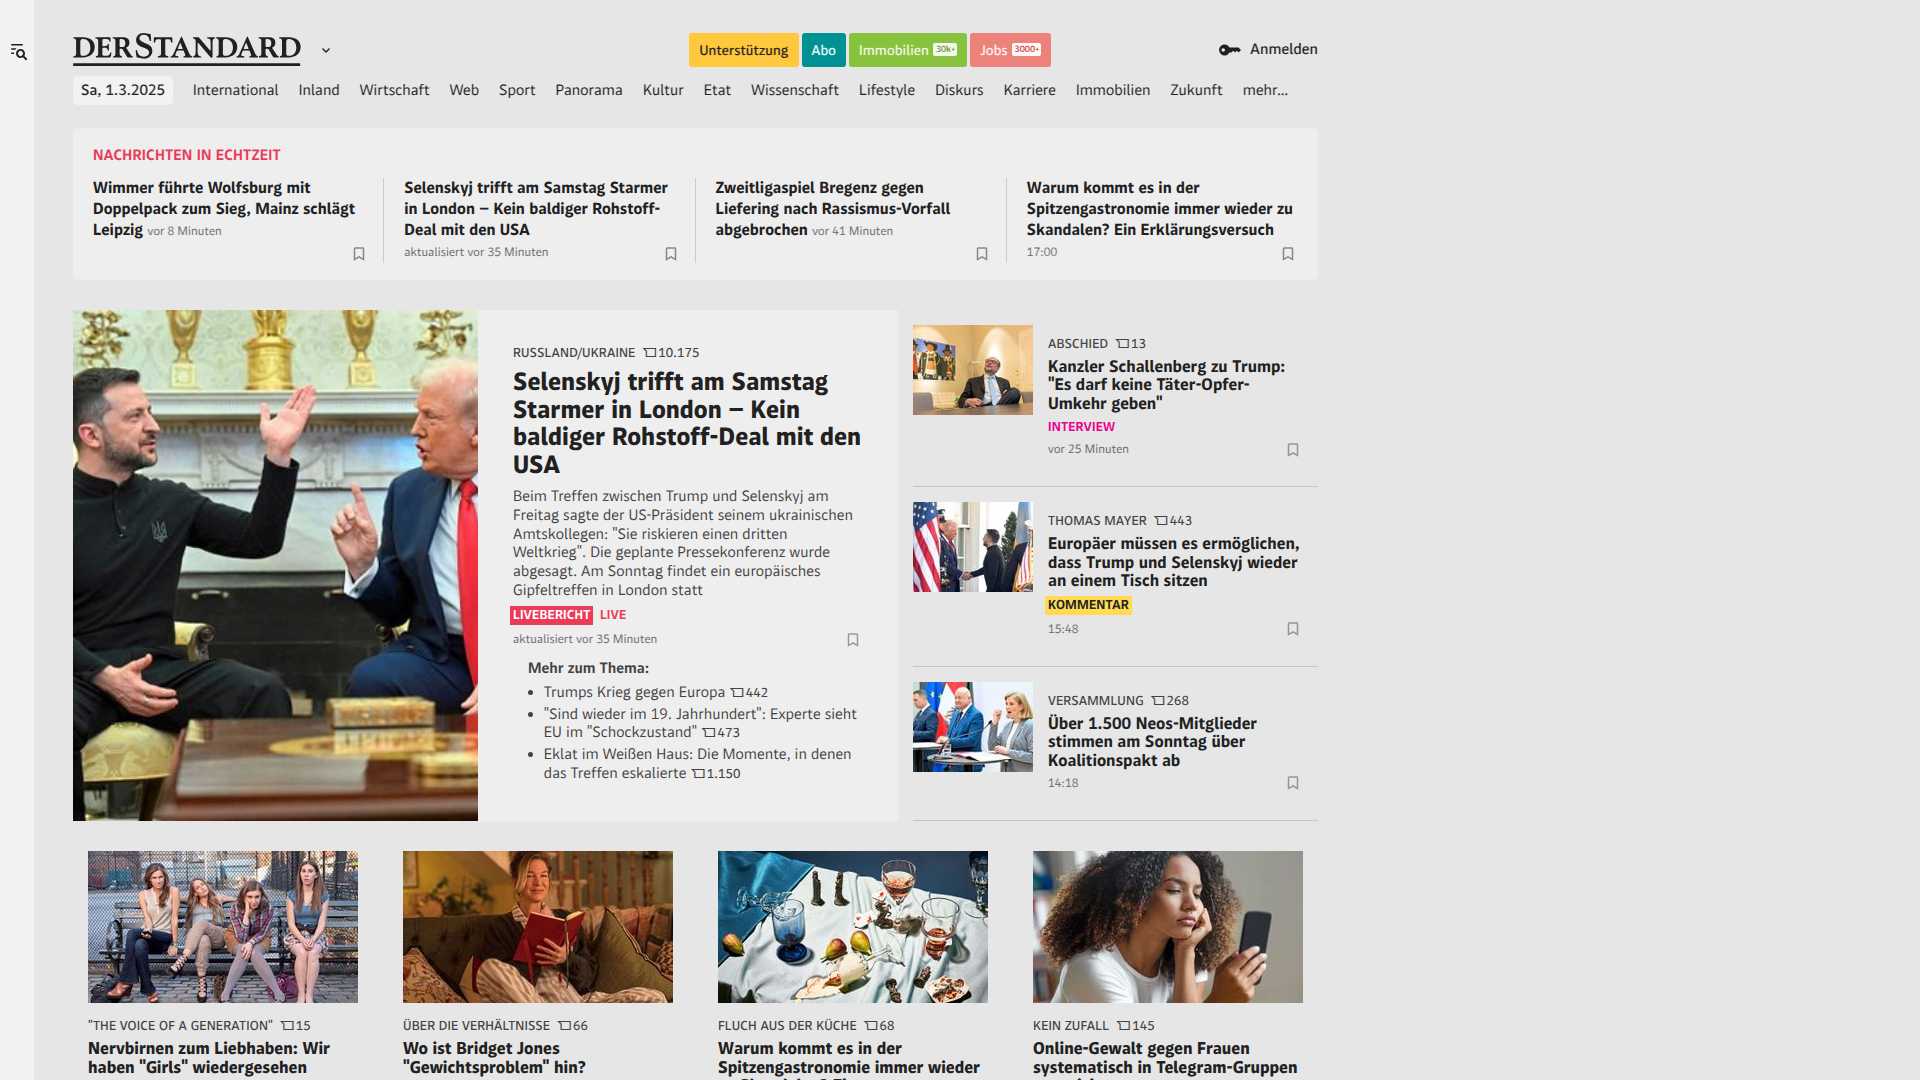 DERSTANDARD
Unterstützung
Abo
Immobilien 30k+
Jobs 3000+
Anmelden
Sa, 1.3.2025
International
Inland
Wirtschaft
Web
Sport
Panorama
Kultur
Etat
Wissenschaft
Lifestyle
Diskurs
Karriere
Immobilien
Zukunft
mehr...
NACHRICHTEN IN ECHTZEIT
Wimmer führte Wolfsburg mit
Doppelpack zum Sieg, Mainz schlägt
Leipzig vor 8 Minuten
Selenskyj trifft am Samstag Starmer
in London – Kein baldiger Rohstoff-
Deal mit den USA
aktualisiert vor 35 Minuten
Zweitligaspiel Bregenz gegen
Liefering nach Rassismus-Vorfall
abgebrochen vor 41 Minuten
Warum kommt es in der
Spitzengastronomie immer wieder zu
Skandalen? Ein Erklärungsversuch
17:00
RUSSLAND/UKRAINE 10.175
Selenskyj trifft am Samstag
Starmer in London – Kein
baldiger Rohstoff-Deal mit den
USA
Beim Treffen zwischen Trump und Selenskyj am
Freitag sagte der US-Präsident seinem ukrainischen
Amtskollegen: "Sie riskieren einen dritten
Weltkrieg". Die geplante Pressekonferenz wurde
abgesagt. Am Sonntag findet ein europäisches
Gipfeltreffen in London statt
LIVEBERICHT LIVE
aktualisiert vor 35 Minuten
Mehr zum Thema:
• Trumps Krieg gegen Europa 442
• "Sind wieder im 19. Jahrhundert": Experte sieht
EU im "Schockzustand" 473
• Eklat im Weißen Haus: Die Momente, in denen
das Treffen eskalierte 1.150
ABSCHIED 13
Kanzler Schallenberg zu Trump:
"Es darf keine Täter-Opfer-
Umkehr geben"
INTERVIEW
vor 25 Minuten
THOMAS MAYER 443
Europäer müssen es ermöglichen,
dass Trump und Selenskyj wieder
an einem Tisch sitzen
KOMMENTAR
15:48
VERSAMMLUNG 268
Über 1.500 Neos-Mitglieder
stimmen am Sonntag über
Koalitionspakt ab
14:18
"THE VOICE OF A GENERATION" 15
Nervbirnen zum Liebhaben: Wir
haben "Girls" wiedergesehen
ÜBER DIE VERHÄLTNISSE 66
Wo ist Bridget Jones
"Gewichtsproblem" hin?
FLUCH AUS DER KÜCHE 68
Warum kommt es in der
Spitzengastronomie immer wieder
KEIN ZUFALL 145
Online-Gewalt gegen Frauen
systematisch in Telegram-Gruppen